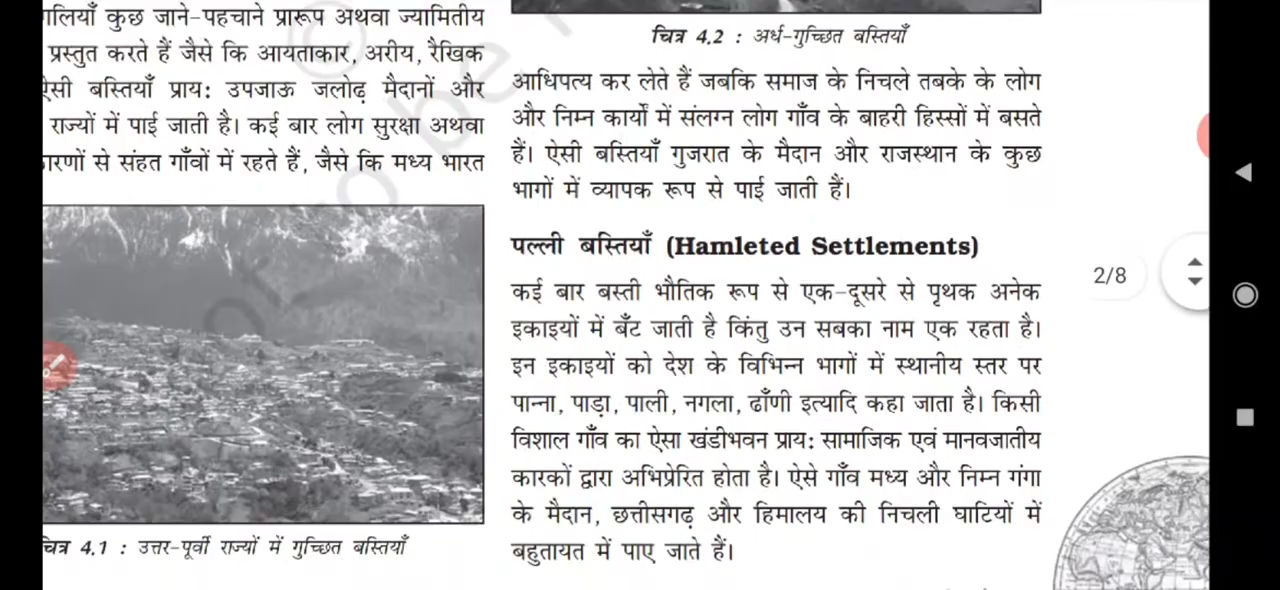 गलियाँ कुछ जाने-पहचाने प्रारूप अथवा ज्यामितीय
प्रस्तुत करते हैं जैसे कि आयताकार, अरीय, रैखिक
ऐसी बस्तियाँ प्राय: उपजाऊ जलोढ़ मैदानों और
राज्यों में पाई जाती है। कई बार लोग सुरक्षा अथवा
कारणों से संहत गाँवों में रहते हैं, जैसे कि मध्य भारत
चित्र 4.1 : उत्तर-पूर्वी राज्यों में गुच्छित बस्तियाँ
चित्र 4.2 : अर्ध-गुच्छित बस्तियाँ
आधिपत्य कर लेते हैं जबकि समाज के निचले तबके के लोग
और निम्न कार्यों में संलग्न लोग गाँव के बाहरी हिस्सों में बसते
हैं। ऐसी बस्तियाँ गुजरात के मैदान और राजस्थान के कुछ
भागों में व्यापक रूप से पाई जाती हैं।
पल्ली बस्तियाँ (Hamleted Settlements)
कई बार बस्ती भौतिक रूप से एक-दूसरे से पृथक अनेक
इकाइयों में बँट जाती है किंतु उन सबका नाम एक रहता है।
इन इकाइयों को देश के विभिन्न भागों में स्थानीय स्तर पर
पान्ना, पाड़ा, पाली, नगला, ढाँणी इत्यादि कहा जाता है। किसी
विशाल गाँव का ऐसा खंडीभवन प्राय: सामाजिक एवं मानवजातीय
कारकों द्वारा अभिप्रेरित होता है। ऐसे गाँव मध्य और निम्न गंगा
के मैदान, छत्तीसगढ़ और हिमालय की निचली घाटियों में
बहुतायत में पाए जाते हैं।
2/8